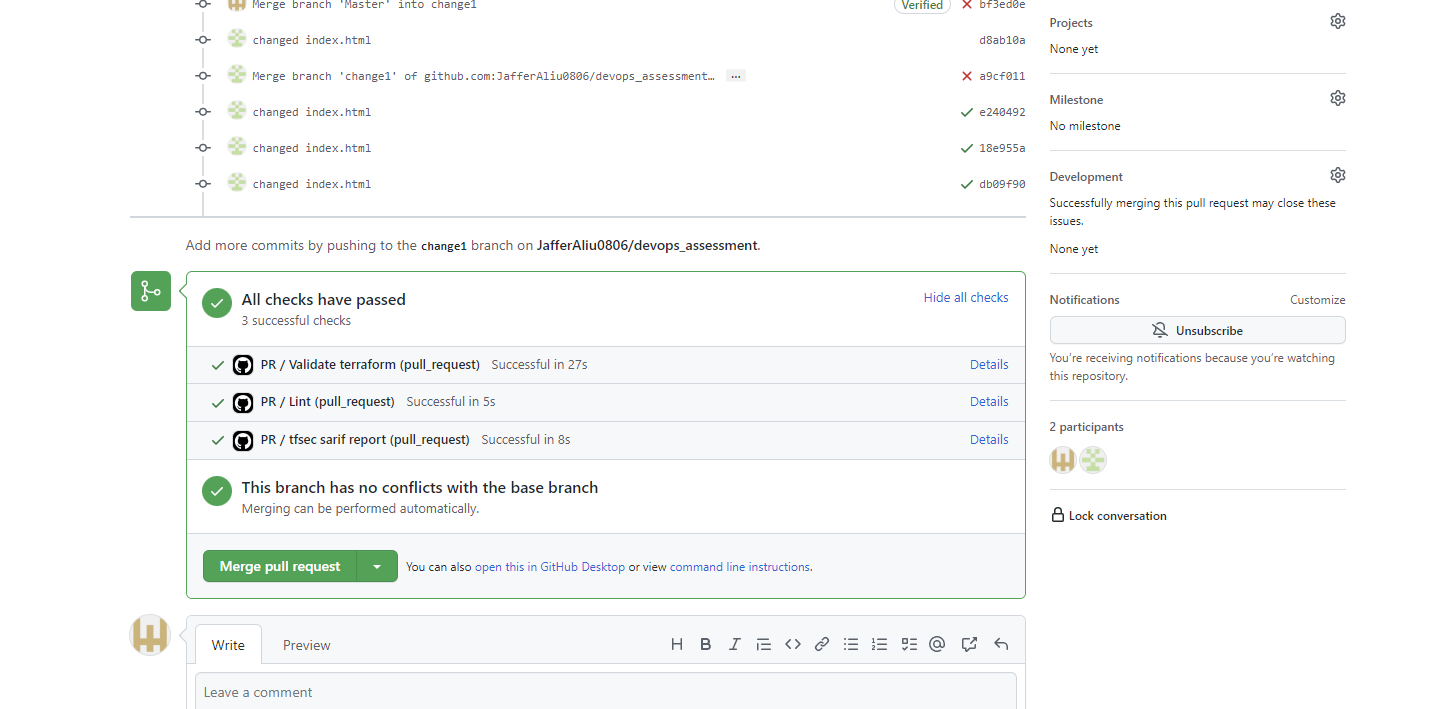 Merge branch 'Master' into change1 Verified bf3ed0e
changed index.html d8ab10a
Merge branch 'change1' of github.com:JafferAliu0806/devops_assessment… ... a9cf011
changed index.html e240492
changed index.html 18e955a
changed index.html db09f90
Add more commits by pushing to the change1 branch on JafferAliu0806/devops_assessment.
All checks have passed
3 successful checks
Hide all checks
PR / Validate terraform (pull_request) Successful in 27s Details
PR / Lint (pull_request) Successful in 5s Details
PR / tfsec sarif report (pull_request) Successful in 8s Details
This branch has no conflicts with the base branch
Merging can be performed automatically.
Merge pull request You can also open this in GitHub Desktop or view command line instructions.
Write Preview H B I
Leave a comment
Projects
None yet
Milestone
No milestone
Development
Successfully merging this pull request may close these
issues.
None yet
Notifications Customize
Unsubscribe
You're receiving notifications because you're watching
this repository.
2 participants
Lock conversation